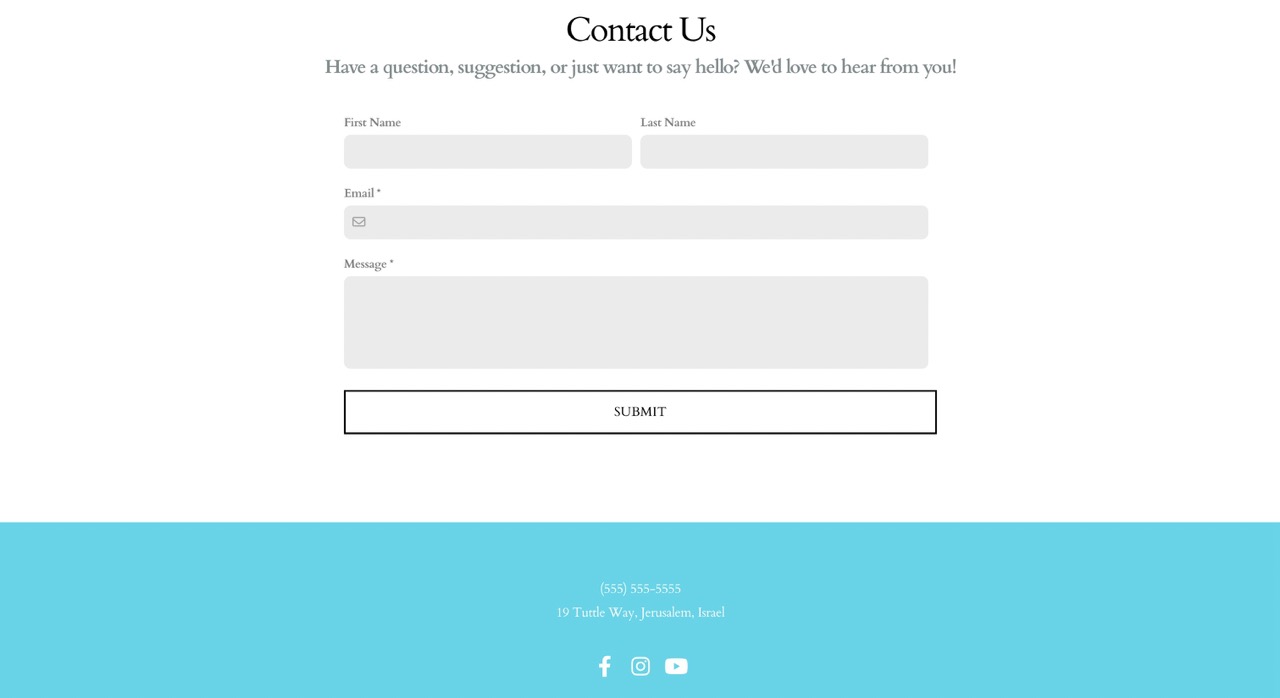 Contact Us
Have a question, suggestion, or just want to say hello? We'd love to hear from you!
First Name
Last Name
Email *
Message *
SUBMIT
(555) 555-5555
19 Tuttle Way, Jerusalem, Israel